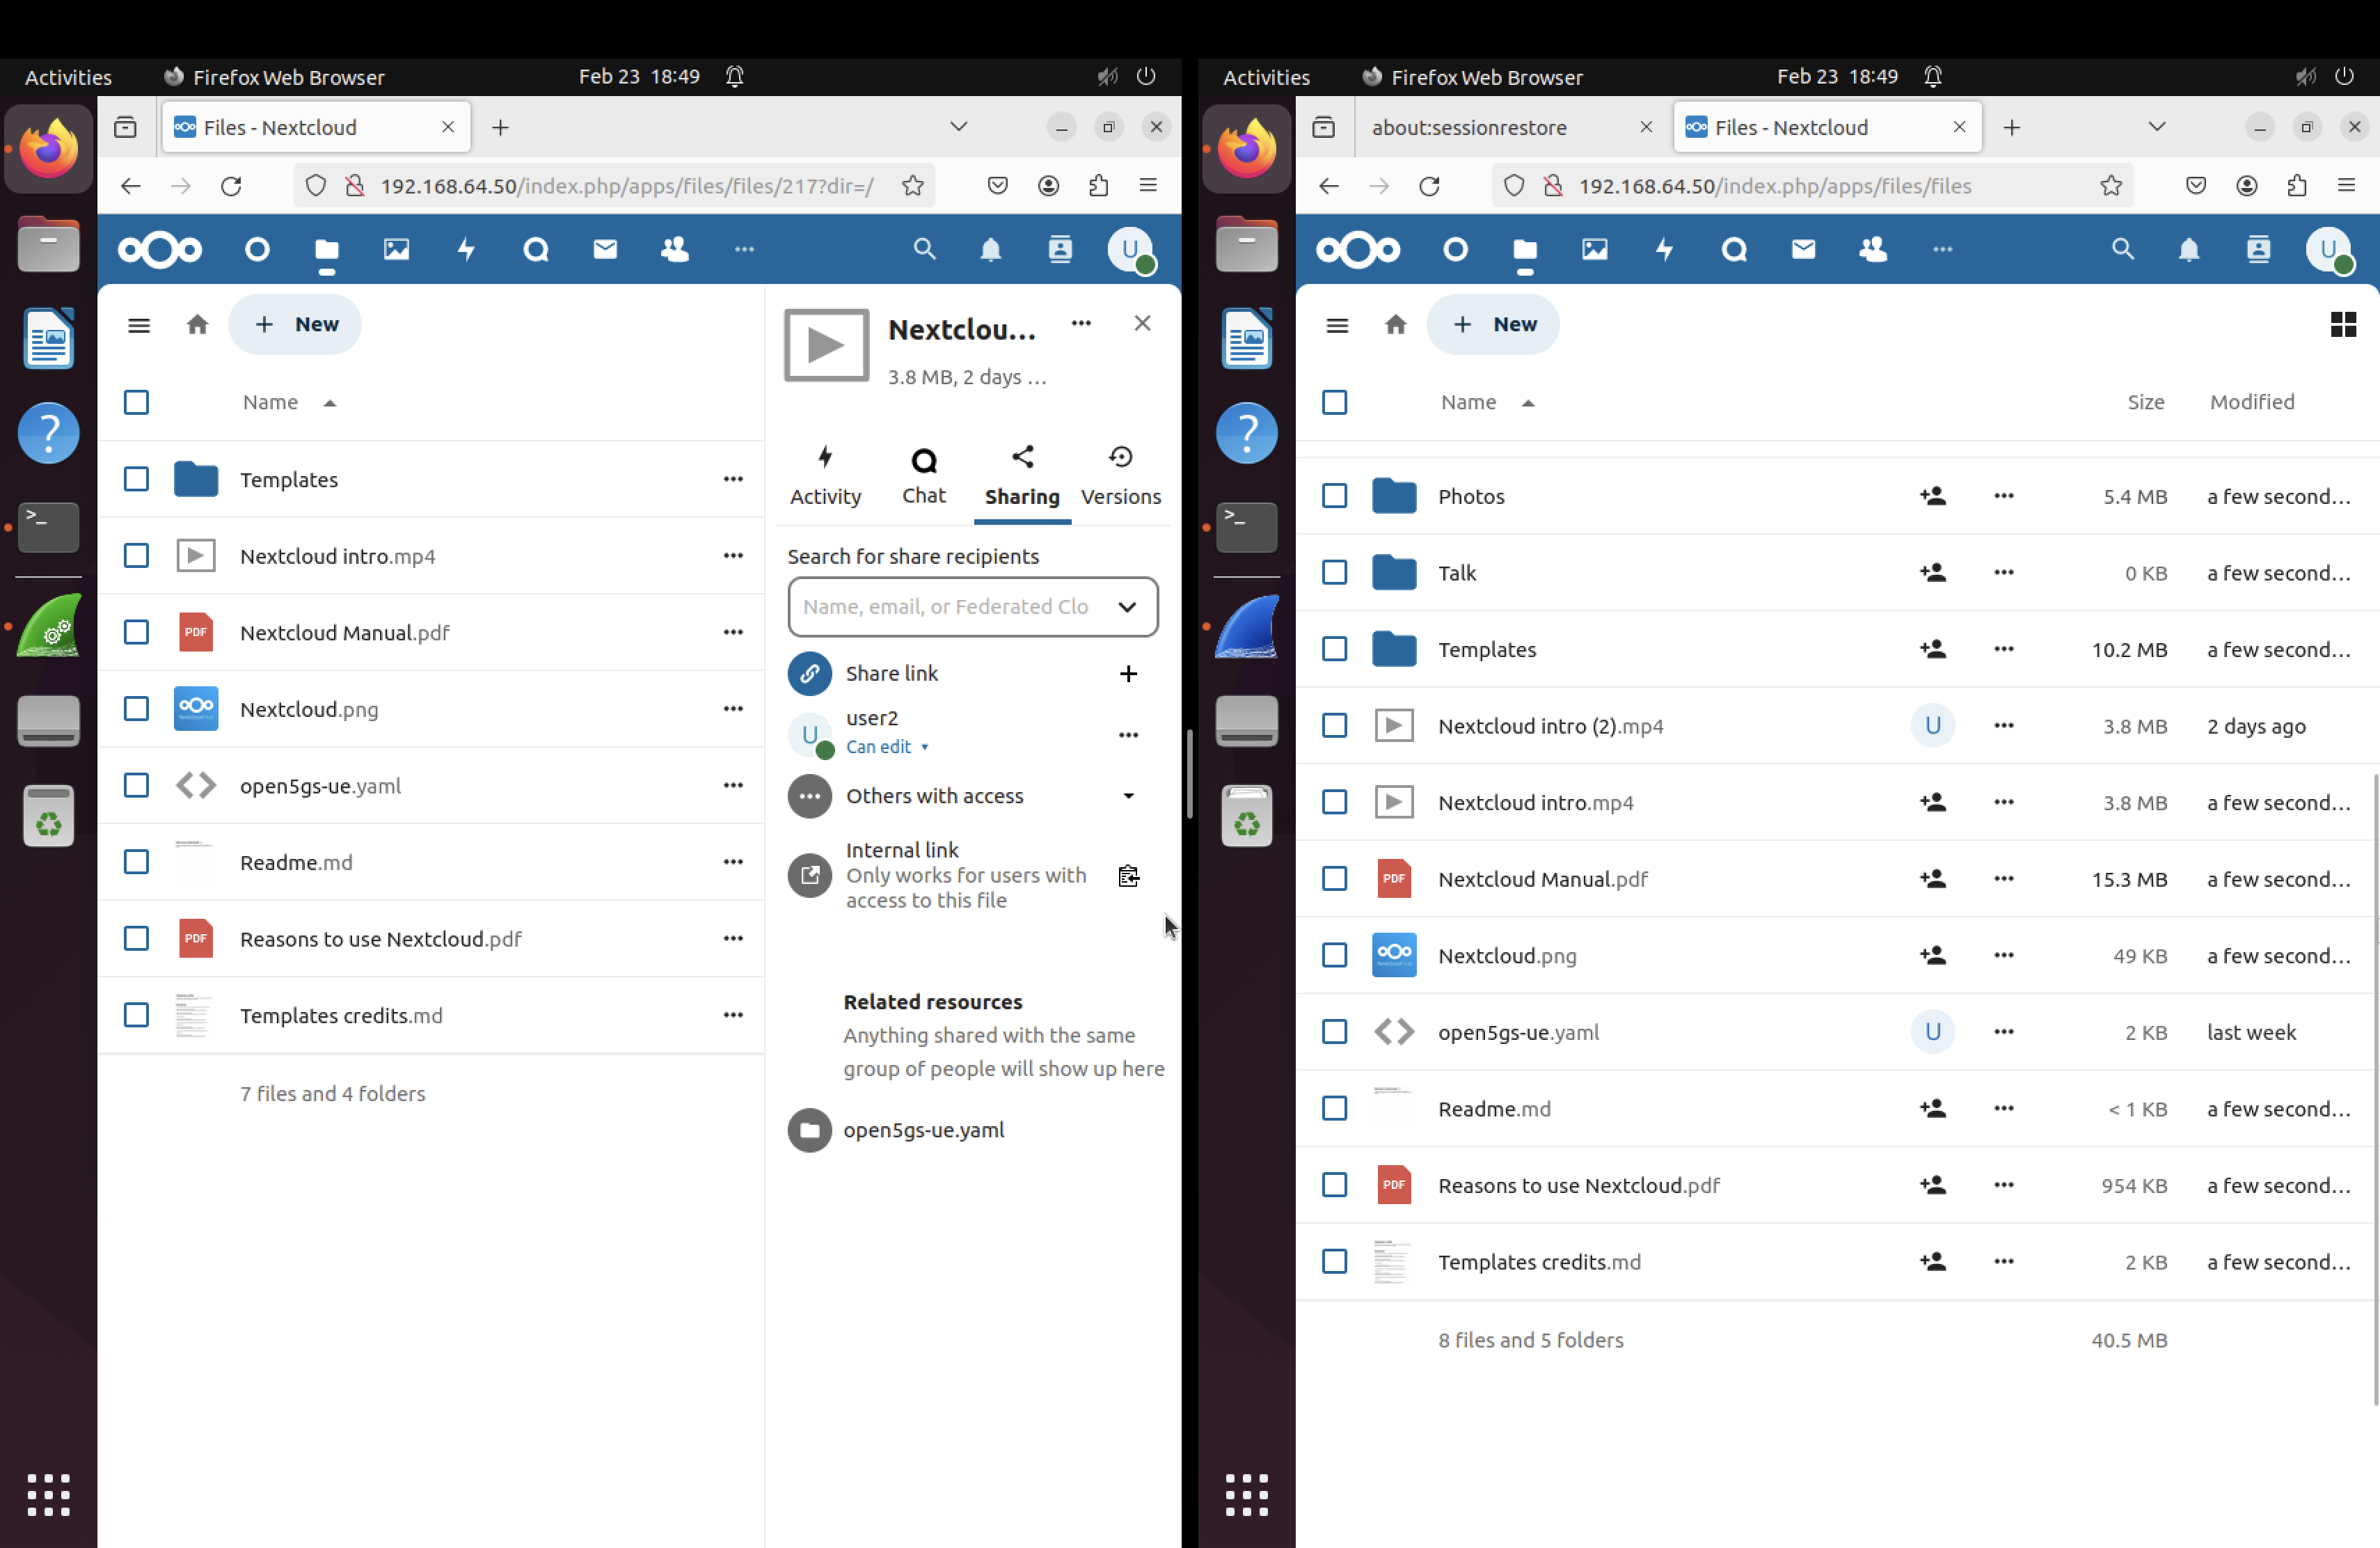 Activities Firefox Web Browser Feb 23 18:49
Files - Nextcloud
192.168.64.50/index.php/apps/files/files/217?dir=/
U
New
Name
Templates
Nextcloud intro.mp4
PDF Nextcloud Manual.pdf
Nextcloud.png
open5gs-ue.yaml
Readme.md
PDF Reasons to use Nextcloud.pdf
Templates credits.md
7 files and 4 folders
Nextclou...
3.8 MB, 2 days ...
Activity Chat Sharing Versions
Search for share recipients
Name, email, or Federated Clo
Share link
U user2
Can edit
Others with access
Internal link
Only works for users with
access to this file
Related resources
Anything shared with the same
group of people will show up here
open5gs-ue.yaml
Activities Firefox Web Browser Feb 23 18:49
about:sessionrestore Files - Nextcloud
192.168.64.50/index.php/apps/files/files
U
New
Name Size Modified
Photos 5.4 MB a few second...
Talk 0 KB a few second...
Templates 10.2 MB a few second...
Nextcloud intro (2).mp4 U 3.8 MB 2 days ago
Nextcloud intro.mp4 3.8 MB a few second...
PDF Nextcloud Manual.pdf 15.3 MB a few second...
Nextcloud.png 49 KB a few second...
open5gs-ue.yaml U 2 KB last week
Readme.md < 1 KB a few second...
PDF Reasons to use Nextcloud.pdf 954 KB a few second...
Templates credits.md 2 KB a few second...
8 files and 5 folders 40.5 MB